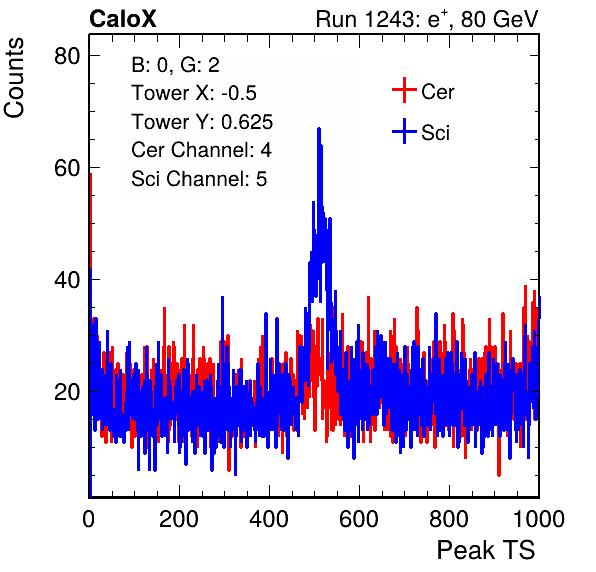 CaloX Run 1243: e+, 80 GeV
Counts
80
60
40
20
B: 0, G: 2
Tower X: -0.5
Tower Y: 0.625
Cer Channel: 4
Sci Channel: 5
Cer
Sci
0 200 400 600 800 1000
Peak TS